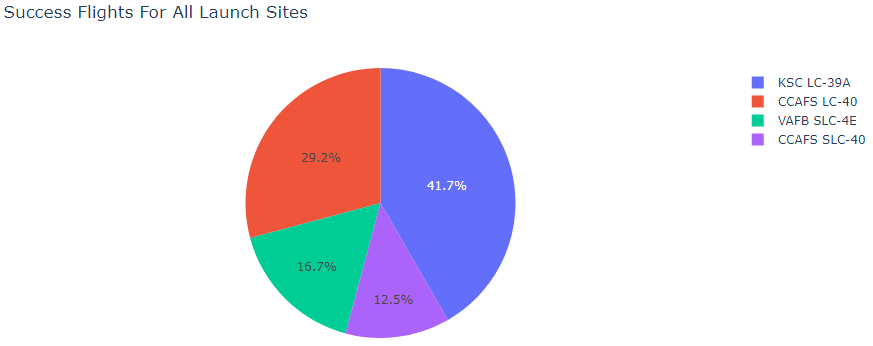 Success Flights For All Launch Sites
KSC LC-39A
CCAFS LC-40
VAFB SLC-4E
CCAFS SLC-40
29.2%
41.7%
16.7%
12.5%